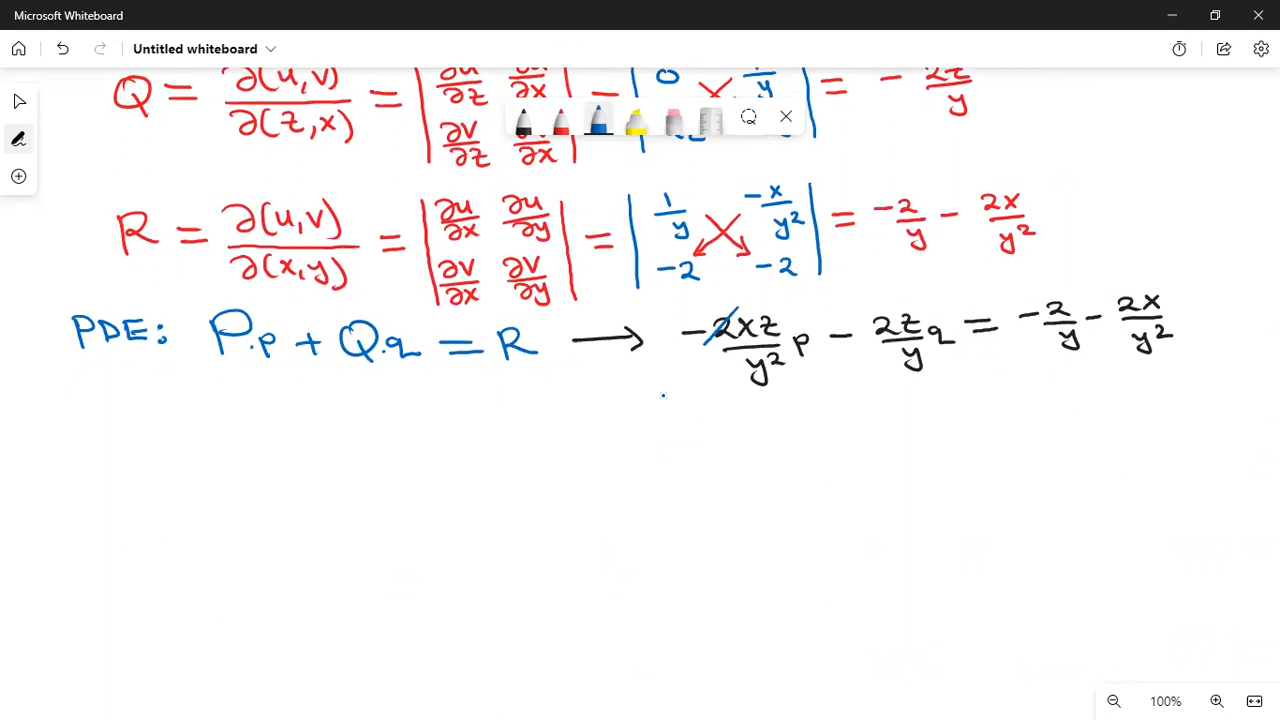 Microsoft Whiteboard
Untitled whiteboard
Q = ∂(u,v)/∂(z,x) = |∂u/∂z ∂u/∂x; ∂v/∂z ∂v/∂x| = |0 1/y| = - 2z/y
R = ∂(u,v)/∂(x,y) = |∂u/∂x ∂u/∂y; ∂v/∂x ∂v/∂y| = |1/y -x/y²; -2 -2| = -2/y - 2x/y²
PDE: P.p + Q.q = R → -2xz/y² p - 2z/y q = -2/y - 2x/y²
100%